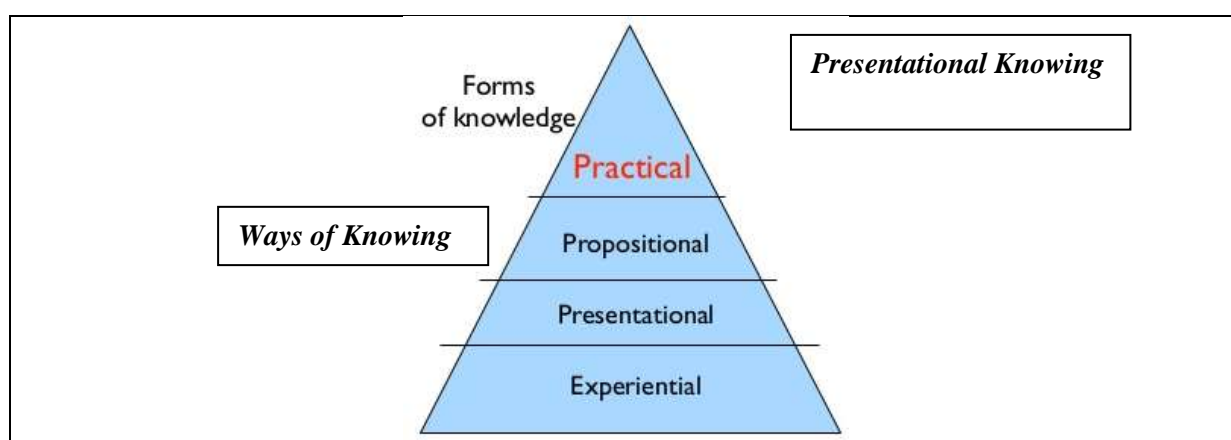 Presentational Knowing
Forms
of knowledge
Practical
Ways of Knowing
Propositional
Presentational
Experiential